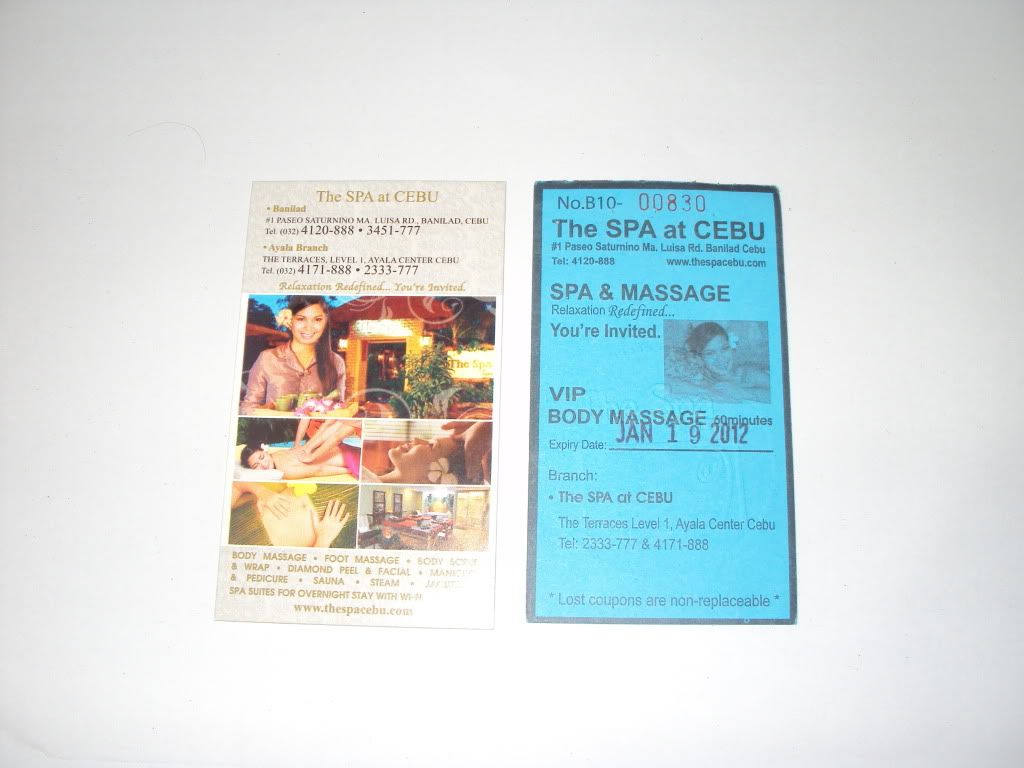 The SPA at CEBU
• Banilad
#1 PASEO SATURNINO MA. LUISA RD., BANILAD, CEBU
Tel. (032) 4120-888 • 3451-777
• Ayala Branch
THE TERRACES, LEVEL 1, AYALA CENTER CEBU
Tel. (032) 4171-888 • 2333-777
Relaxation Redefined... You're Invited.
The Spa
BODY MASSAGE • FOOT MASSAGE • BODY SCRUB
& WRAP • DIAMOND PEEL & FACIAL • MANICURE
& PEDICURE • SAUNA • STEAM •
SPA SUITES FOR OVERNIGHT STAY WITH WI-FI
www.thespacebu.com
No.B10- 00830
The SPA at CEBU
#1 Paseo Saturnino Ma. Luisa Rd. Banilad Cebu
Tel: 4120-888 www.thespacebu.com
SPA & MASSAGE
Relaxation Redefined...
You're Invited.
VIP
BODY MASSAGE 60minutes
Expiry Date: JAN 19 2012
Branch:
• The SPA at CEBU
The Terraces Level 1, Ayala Center Cebu
Tel: 2333-777 & 4171-888
* Lost coupons are non-replaceable *